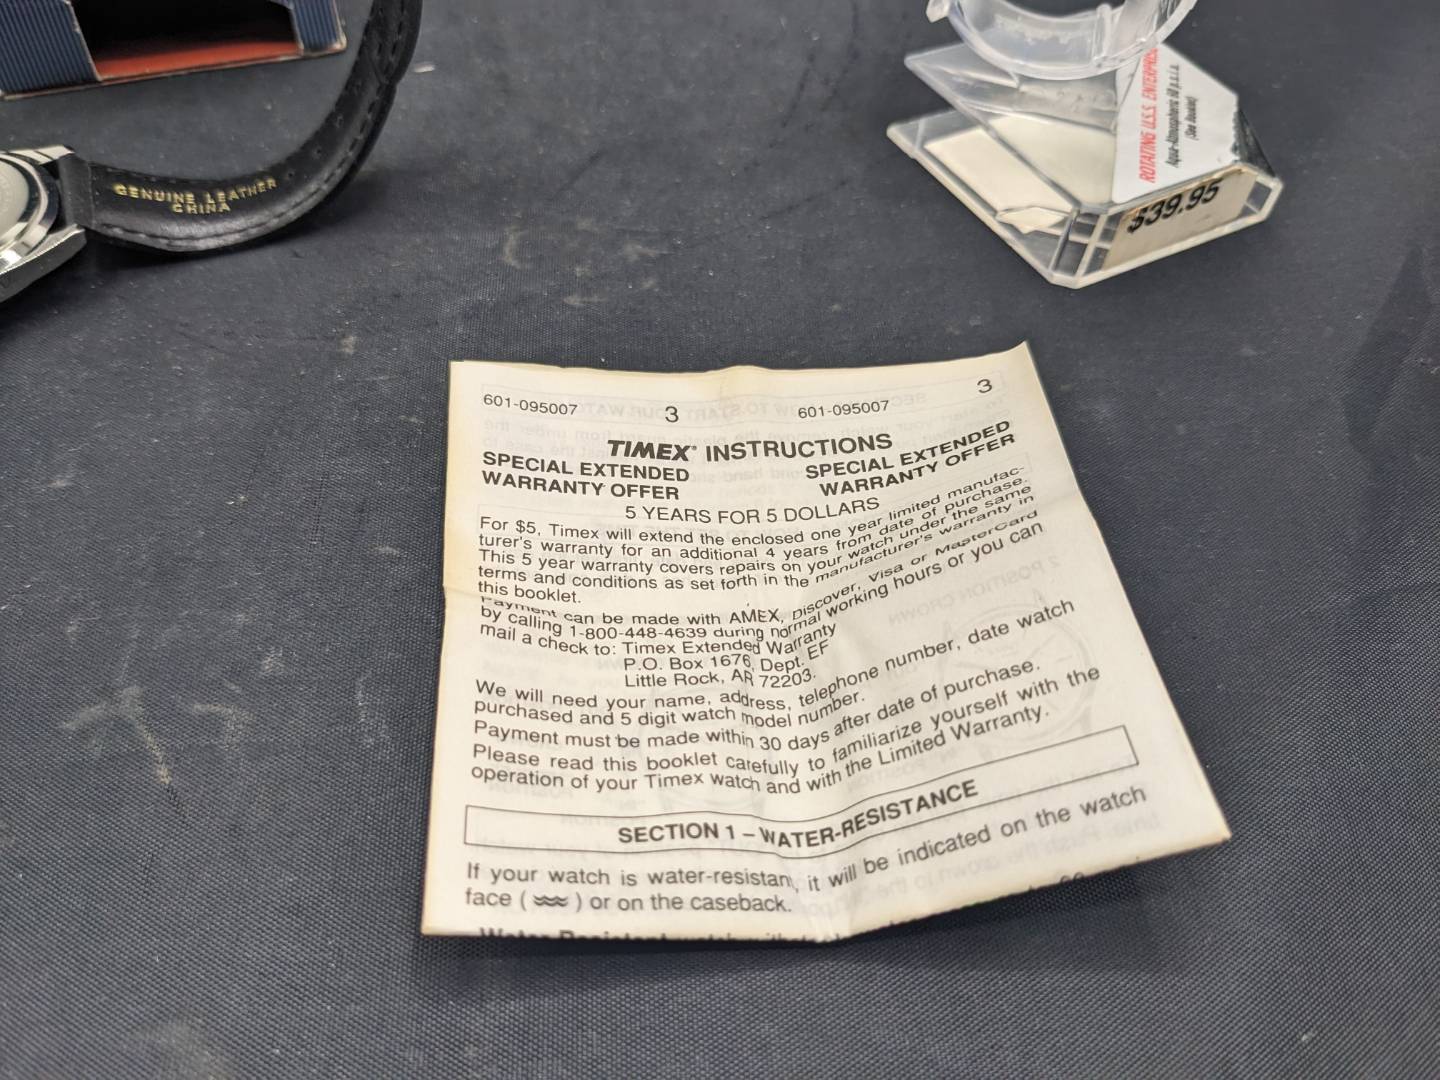 GENUINE LEATHER
CHINA
ROTATING U.S.S. ENTERPRISE
Aqua-Atmospheric 50 p.s.i.a.
(See Booklet)
$39.95
601-095007 3 601-095007 3
TIMEX® INSTRUCTIONS
SPECIAL EXTENDED SPECIAL EXTENDED
WARRANTY OFFER WARRANTY OFFER
5 YEARS FOR 5 DOLLARS
For $5, Timex will extend the enclosed one year limited manufac-
turer's warranty for an additional 4 years from date of purchase.
This 5 year warranty covers repairs on your watch under the same
terms and conditions as set forth in the manufacturer's warranty in
this booklet.
Payment can be made with AMEX, Discover, Visa or MasterCard
by calling 1-800-448-4639 during normal working hours or you can
mail a check to: Timex Extended Warranty
P.O. Box 1676, Dept. EF
Little Rock, AR 72203.
We will need your name, address, telephone number, date watch
purchased and 5 digit watch model number.
Payment must be made within 30 days after date of purchase.
Please read this booklet carefully to familiarize yourself with the
operation of your Timex watch and with the Limited Warranty.
SECTION 1 – WATER-RESISTANCE
If your watch is water-resistant, it will be indicated on the watch
face ( ) or on the caseback.